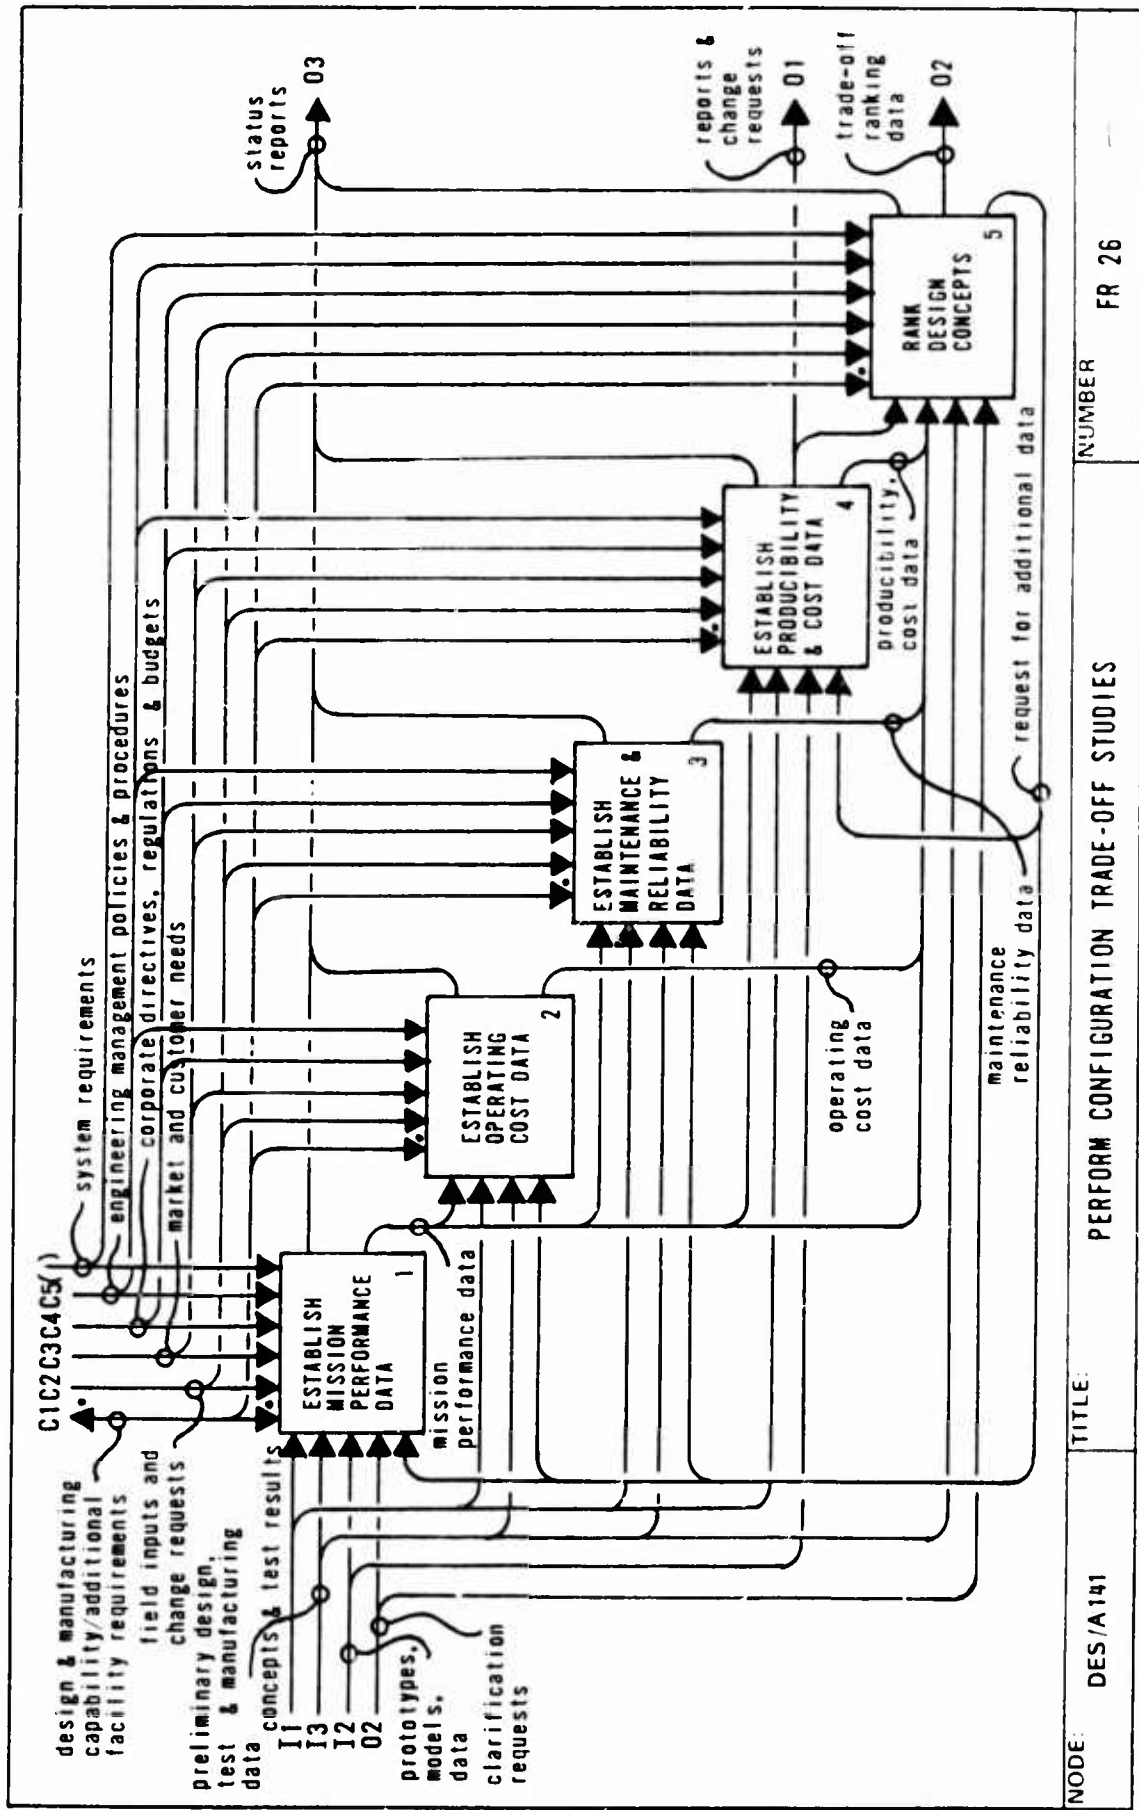 C1C2C3C4C5()
design & manufacturing
capability/additional
facility requirements
field inputs and
change requests
preliminary design,
test & manufacturing
data
concepts & test results
system requirements
engineering management policies & procedures
corporate directives, regulations & budgets
market and customer needs
I1
I3
I2
O2
prototypes,
models,
data
clarification
requests
ESTABLISH
MISSION
PERFORMANCE
DATA
1
mission
performance data
ESTABLISH
OPERATING
COST DATA
2
operating
cost data
ESTABLISH
MAINTENANCE &
RELIABILITY
DATA
3
maintenance
reliability data
ESTABLISH
PRODUCIBILITY
& COST DATA
4
producibility,
cost data
RANK
DESIGN
CONCEPTS
5
request for additional data
status
reports
O3
reports &
change
requests
O1
trade-off
ranking
data
O2
NODE:
DES/A141
TITLE:
PERFORM CONFIGURATION TRADE-OFF STUDIES
NUMBER
FR 26